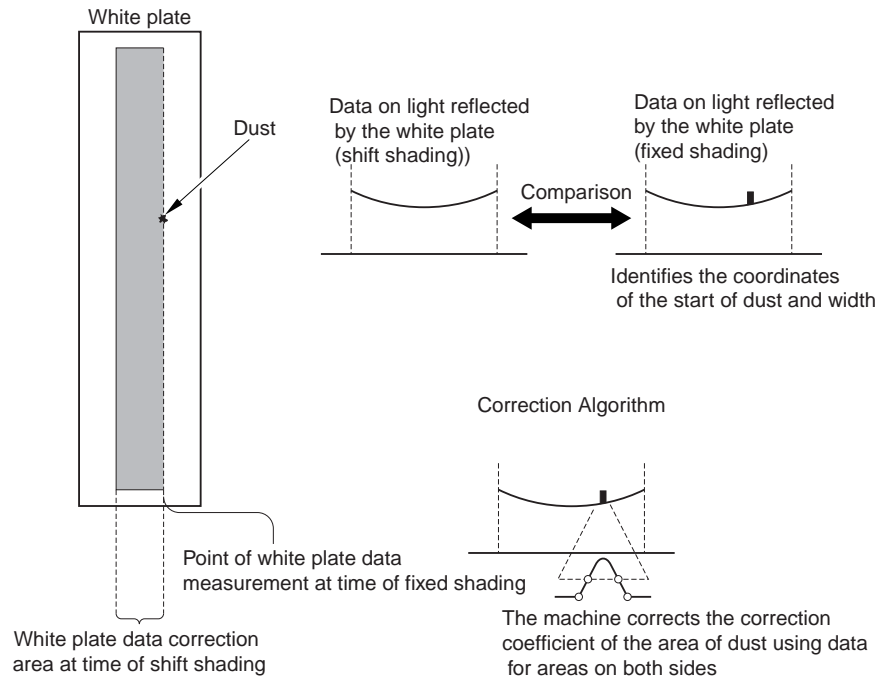 White plate
Dust
Data on light reflected
by the white plate
(shift shading))
Comparison
Data on light reflected
by the white plate
(fixed shading)
Identifies the coordinates
of the start of dust and width
Correction Algorithm
Point of white plate data
measurement at time of fixed shading
The machine corrects the correction
coefficient of the area of dust using data
for areas on both sides
White plate data correction
area at time of shift shading